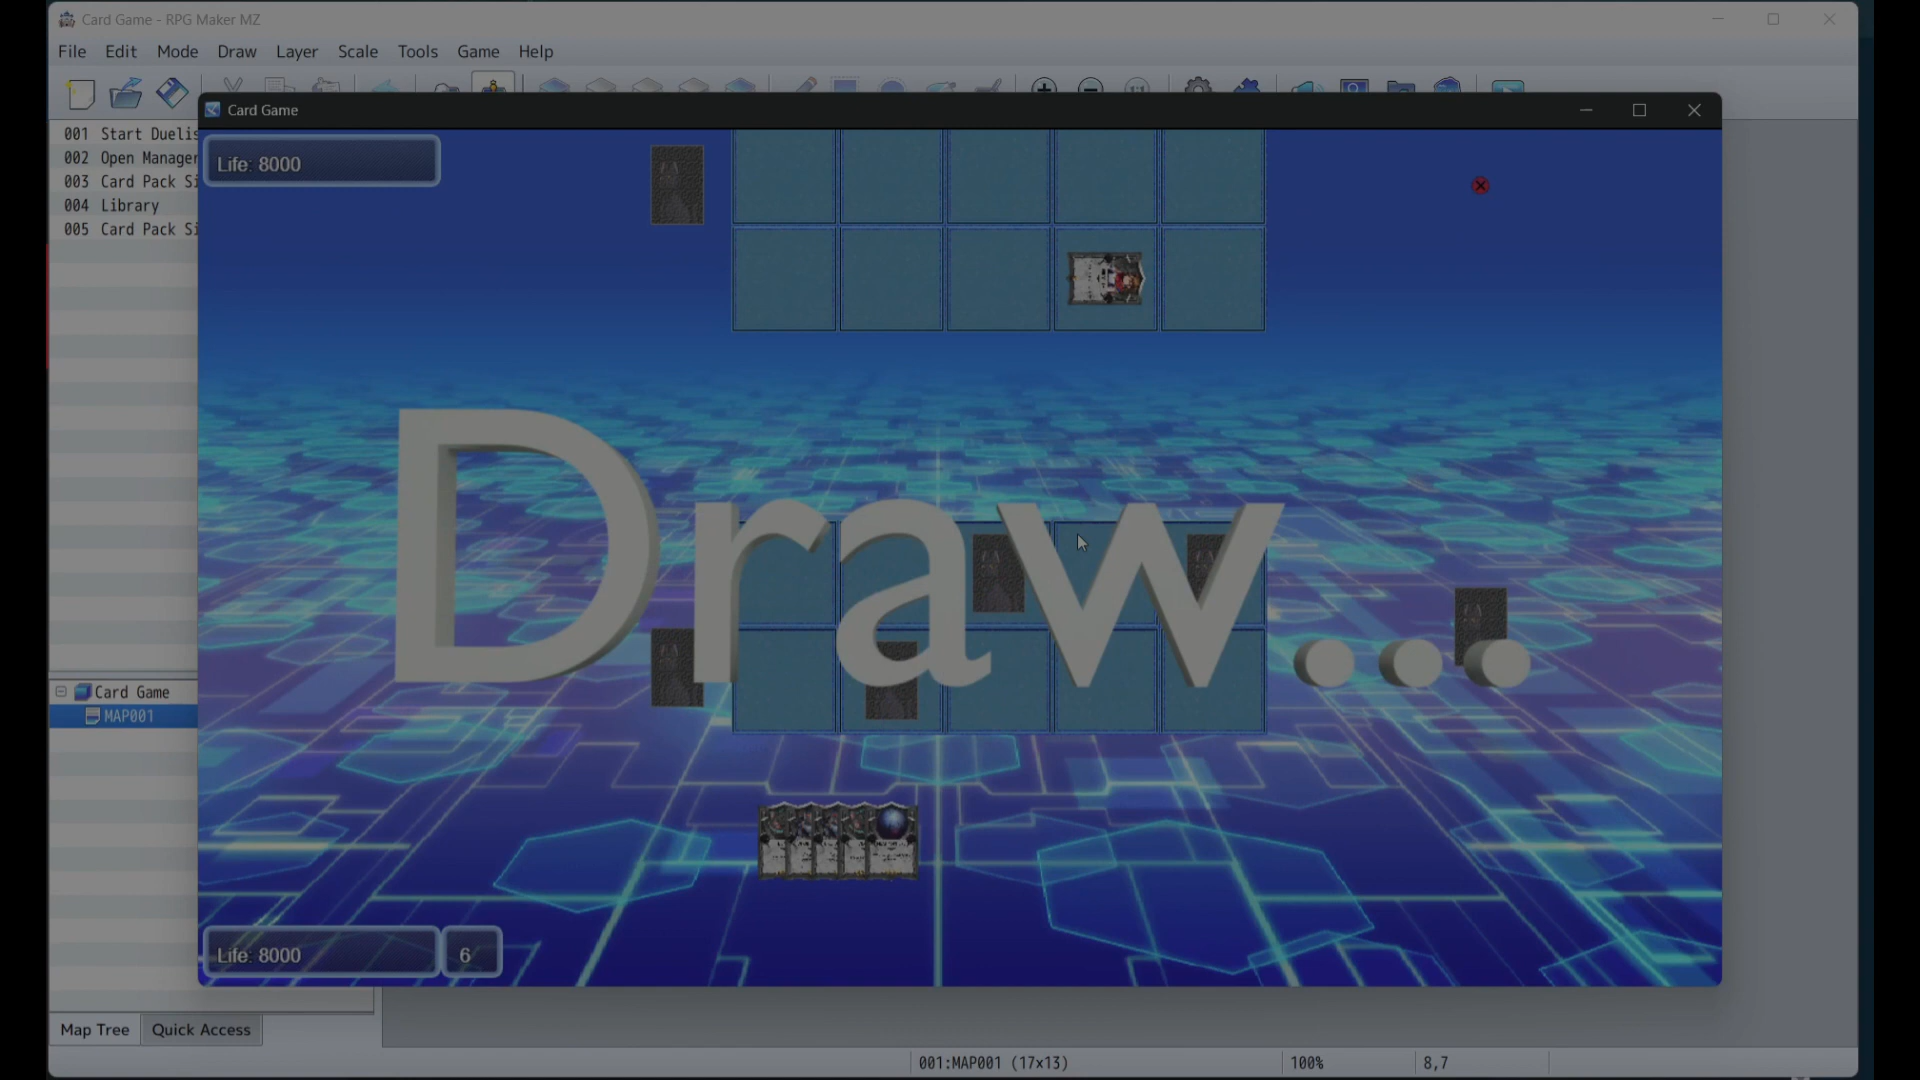 Card Game - RPG Maker MZ
File Edit Mode Draw Layer Scale Tools Game Help
Card Game
001 Start Duelis
002 Open Manager
003 Card Pack Si
004 Library
005 Card Pack Si
Life: 8000
Draw...
Card Game
MAP001
Life: 8000
6
Map Tree Quick Access
001:MAP001 (17x13) 100% 8,7